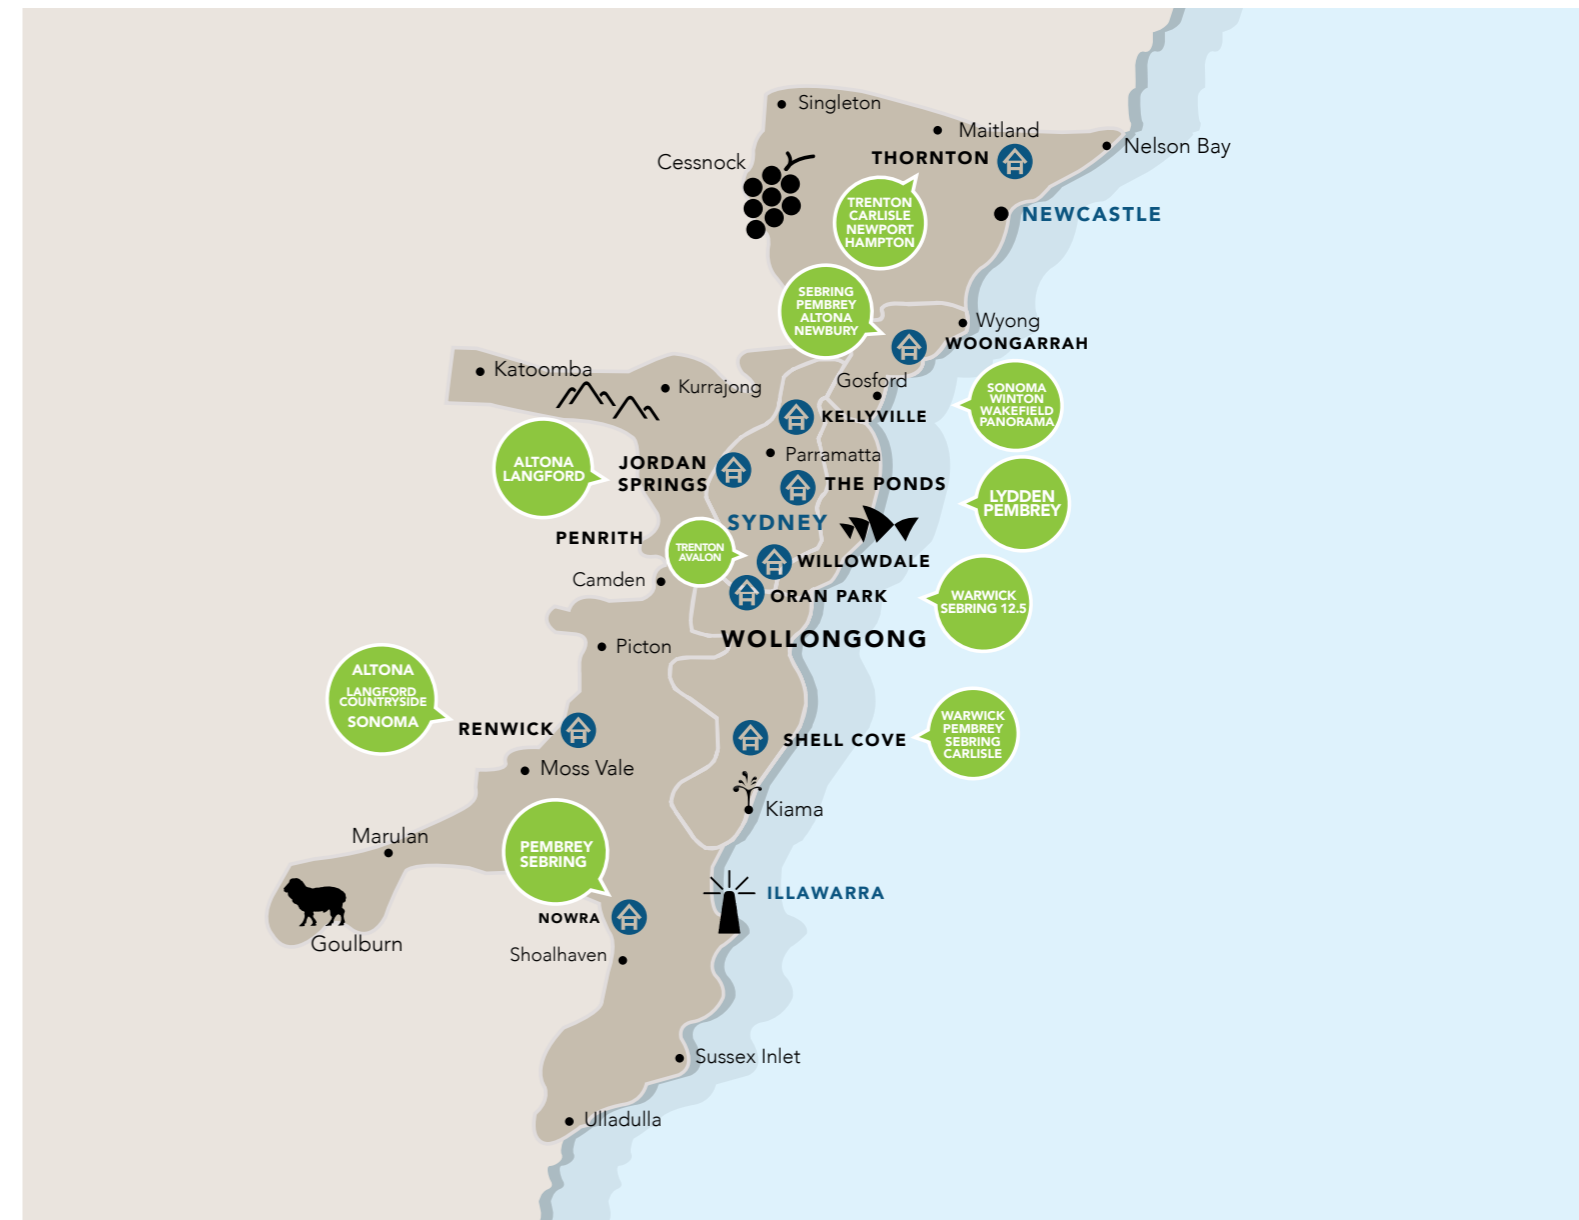 Singleton
Maitland
Nelson Bay
THORNTON
Cessnock
TRENTON
CARLISLE
NEWPORT
HAMPTON
NEWCASTLE
SEBRING
PEMBREY
ALTONA
NEWBURY
Wyong
WOONGARRAH
Katoomba
Kurrajong
Gosford
KELLYVILLE
SONOMA
WINTON
WAKEFIELD
PANORAMA
Parramatta
ALTONA
LANGFORD
JORDAN
SPRINGS
THE PONDS
LYDDEN
PEMBREY
SYDNEY
PENRITH
TRENTON
AVALON
WILLOWDALE
Camden
ORAN PARK
WARWICK
SEBRING 12.5
WOLLONGONG
Picton
ALTONA
LANGFORD
COUNTRYSIDE
SONOMA
RENWICK
SHELL COVE
WARWICK
PEMBREY
SEBRING
CARLISLE
Moss Vale
Kiama
Marulan
PEMBREY
SEBRING
ILLAWARRA
NOWRA
Goulburn
Shoalhaven
Sussex Inlet
Ulladulla